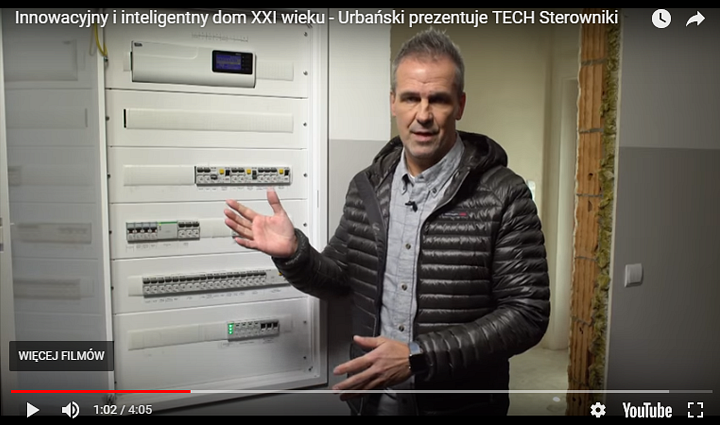 Innowacyjny i inteligentny dom XXI wieku - Urbański prezentuje TECH Sterowniki
WIĘCEJ FILMÓW
1:02 / 4:05
YouTube